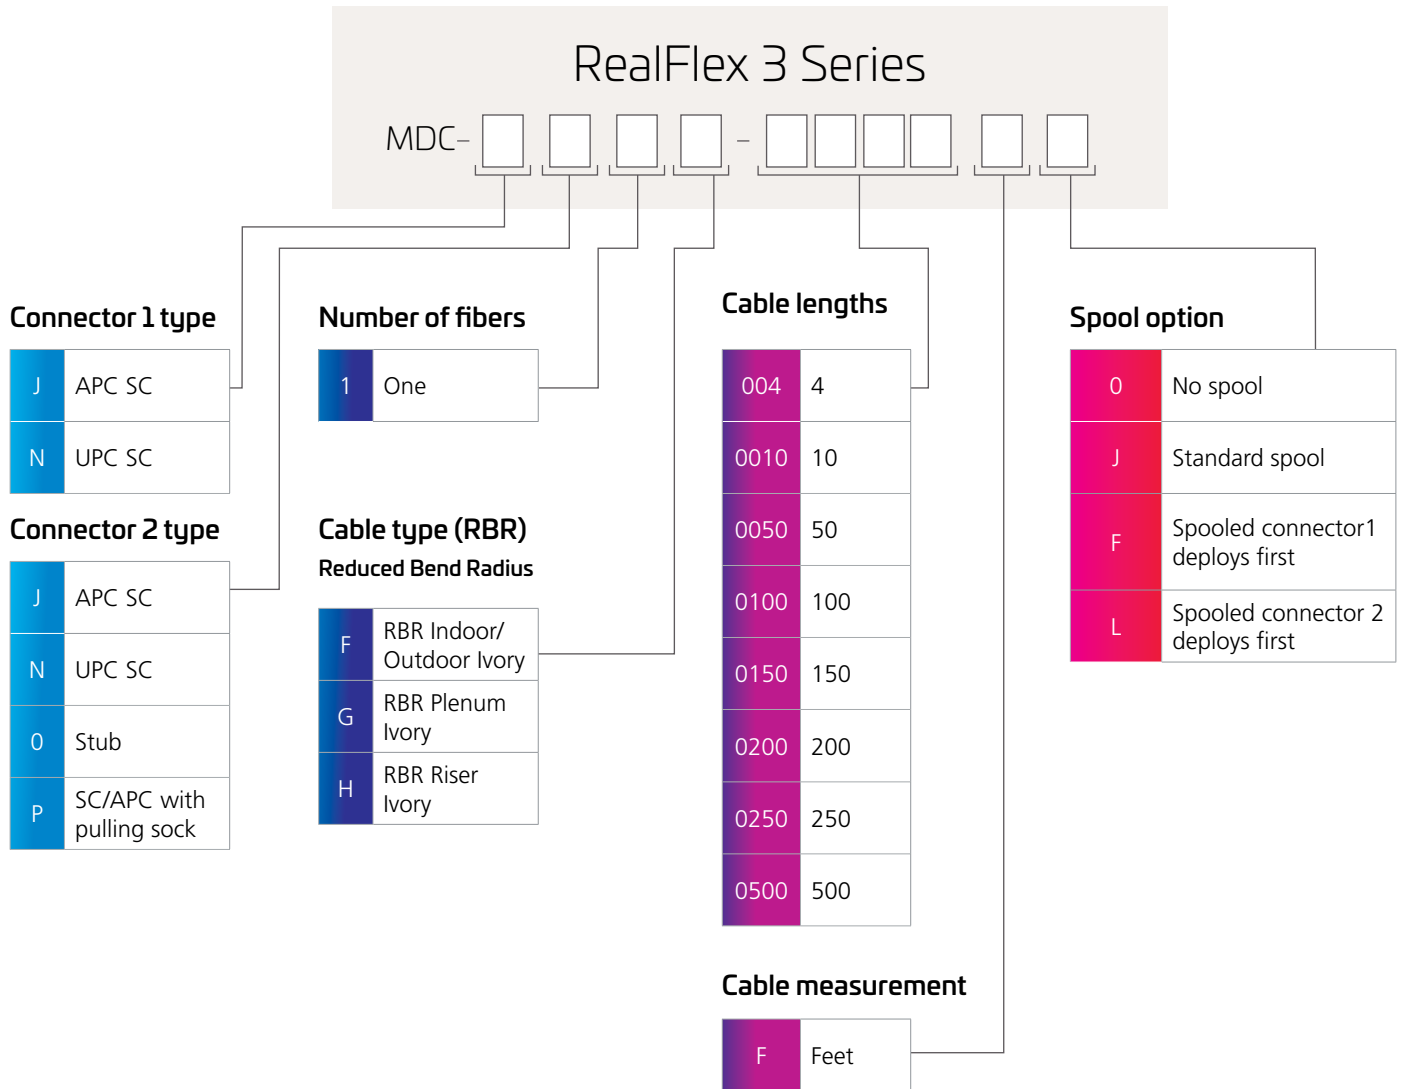 RealFlex 3 Series
MDC-
-
Connector 1 type
J APC SC
N UPC SC
Connector 2 type
J APC SC
N UPC SC
0 Stub
P SC/APC with
pulling sock
Number of fibers
1 One
Cable type (RBR)
Reduced Bend Radius
F RBR Indoor/
Outdoor Ivory
G RBR Plenum
Ivory
H RBR Riser
Ivory
Cable lengths
004 4
0010 10
0050 50
0100 100
0150 150
0200 200
0250 250
0500 500
Cable measurement
F Feet
Spool option
0 No spool
J Standard spool
F Spooled connector1
deploys first
L Spooled connector 2
deploys first